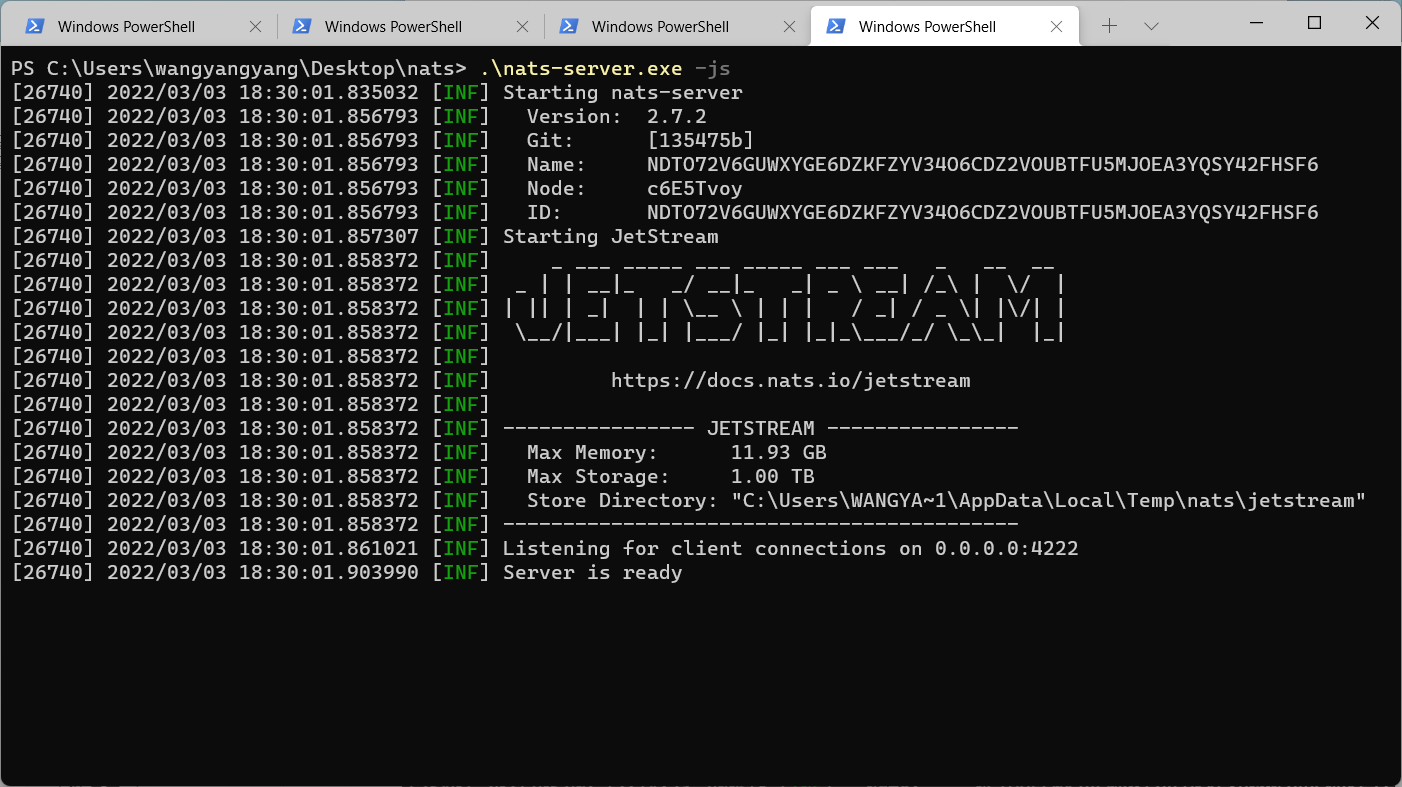 Windows PowerShell
Windows PowerShell
Windows PowerShell
Windows PowerShell
PS C:\Users\wangyangyang\Desktop\nats> .\nats-server.exe -js
[26740] 2022/03/03 18:30:01.835032 [INF] Starting nats-server
[26740] 2022/03/03 18:30:01.856793 [INF]   Version:  2.7.2
[26740] 2022/03/03 18:30:01.856793 [INF]   Git:      [135475b]
[26740] 2022/03/03 18:30:01.856793 [INF]   Name:     NDTO72V6GUWXYGE6DZKFZYV34O6CDZ2VOUBTFU5MJOEA3YQSY42FHSF6
[26740] 2022/03/03 18:30:01.856793 [INF]   Node:     c6E5Tvoy
[26740] 2022/03/03 18:30:01.856793 [INF]   ID:       NDTO72V6GUWXYGE6DZKFZYV34O6CDZ2VOUBTFU5MJOEA3YQSY42FHSF6
[26740] 2022/03/03 18:30:01.857307 [INF] Starting JetStream
[26740] 2022/03/03 18:30:01.858372 [INF]     _ ___ _____ ___ _____ ___ ___   _   __  __
[26740] 2022/03/03 18:30:01.858372 [INF]  _ | | __|_   _/ __|_   _| _ \ __| /_\ |  \/  |
[26740] 2022/03/03 18:30:01.858372 [INF] | || | _|  | | \__ \ | | |   / _| / _ \| |\/| |
[26740] 2022/03/03 18:30:01.858372 [INF]  \__/|___| |_| |___/ |_| |_|_\___/_/ \_\_|  |_|
[26740] 2022/03/03 18:30:01.858372 [INF]
[26740] 2022/03/03 18:30:01.858372 [INF]          https://docs.nats.io/jetstream
[26740] 2022/03/03 18:30:01.858372 [INF]
[26740] 2022/03/03 18:30:01.858372 [INF] ---------------- JETSTREAM ----------------
[26740] 2022/03/03 18:30:01.858372 [INF]   Max Memory:      11.93 GB
[26740] 2022/03/03 18:30:01.858372 [INF]   Max Storage:     1.00 TB
[26740] 2022/03/03 18:30:01.858372 [INF]   Store Directory: "C:\Users\WANGYA~1\AppData\Local\Temp\nats\jetstream"
[26740] 2022/03/03 18:30:01.858372 [INF] -------------------------------------------
[26740] 2022/03/03 18:30:01.861021 [INF] Listening for client connections on 0.0.0.0:4222
[26740] 2022/03/03 18:30:01.903990 [INF] Server is ready